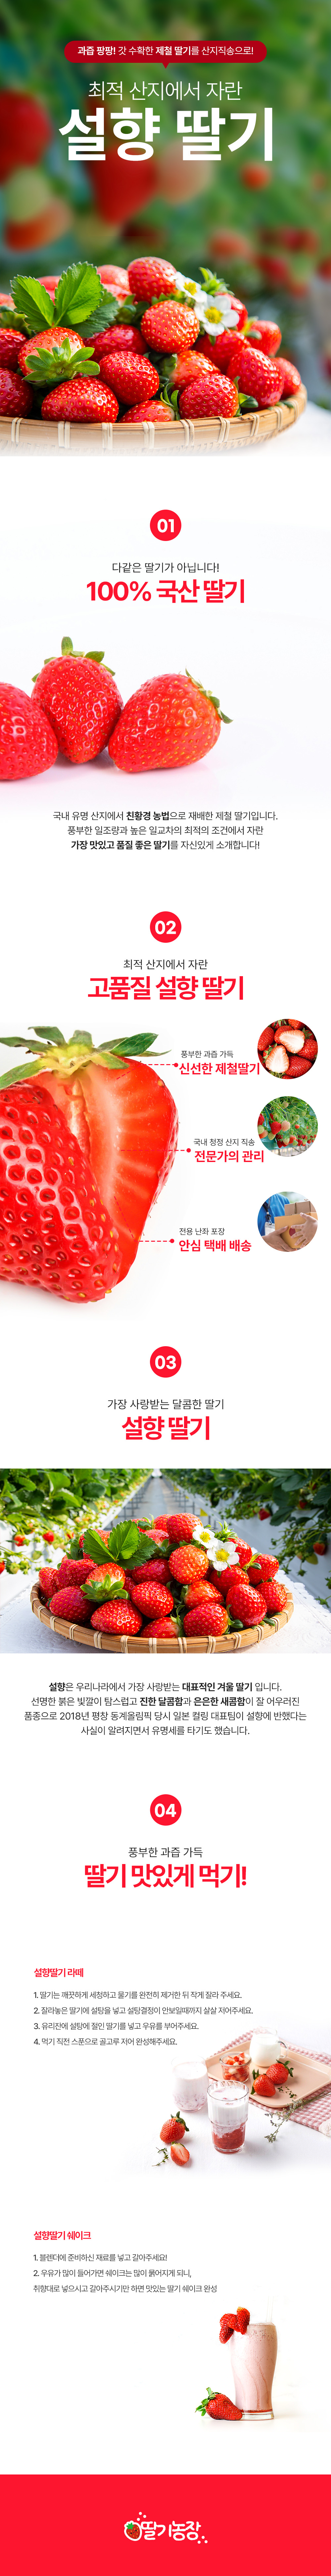 과즙 팡팡! 갓 수확한 제철 딸기를 산지직송으로!
최적 산지에서 자란
설향 딸기
01
다같은 딸기가 아닙니다!
100% 국산 딸기
국내 유명 산지에서 친황경 농법으로 재배한 제철 딸기입니다.
풍부한 일조량과 높은 일교차의 최적의 조건에서 자란
가장 맛있고 품질 좋은 딸기를 자신있게 소개합니다!
02
최적 산지에서 자란
고품질 설향 딸기
풍부한 과즙 가득
신선한 제철딸기
국내 청정 산지 직송
전문가의 관리
전용 난좌 포장
안심 택배 배송
03
가장 사랑받는 달콤한 딸기
설향 딸기
설향은 우리나라에서 가장 사랑받는 대표적인 겨울 딸기 입니다.
선명한 붉은 빛깔이 탐스럽고 진한 달콤함과 은은한 새콤함이 잘 어우러진
품종으로 2018년 평창 동계올림픽 당시 일본 컬링 대표팀이 설향에 반했다는
사실이 알려지면서 유명세를 타기도 했습니다.
04
풍부한 과즙 가득
딸기 맛있게 먹기!
설향딸기 라떼
1. 딸기는 깨끗하게 세정하고 물기를 완전히 제거한 뒤 작게 잘라 주세요.
2. 잘라놓은 딸기에 설탕을 넣고 설탕결정이 안보일때까지 살살 저어주세요.
3. 유리잔에 설탕에 절인 딸기를 넣고 우유를 부어주세요.
4. 먹기 직전 스푼으로 골고루 저어 완성해주세요.
설향딸기 쉐이크
1. 블렌더에 준비하신 재료를 넣고 갈아주세요!
2. 우유가 많이 들어가면 쉐이크는 많이 묽어지게 되니,
취향대로 넣으시고 갈아주시기만 하면 맛있는 딸기 쉐이크 완성
딸기농장